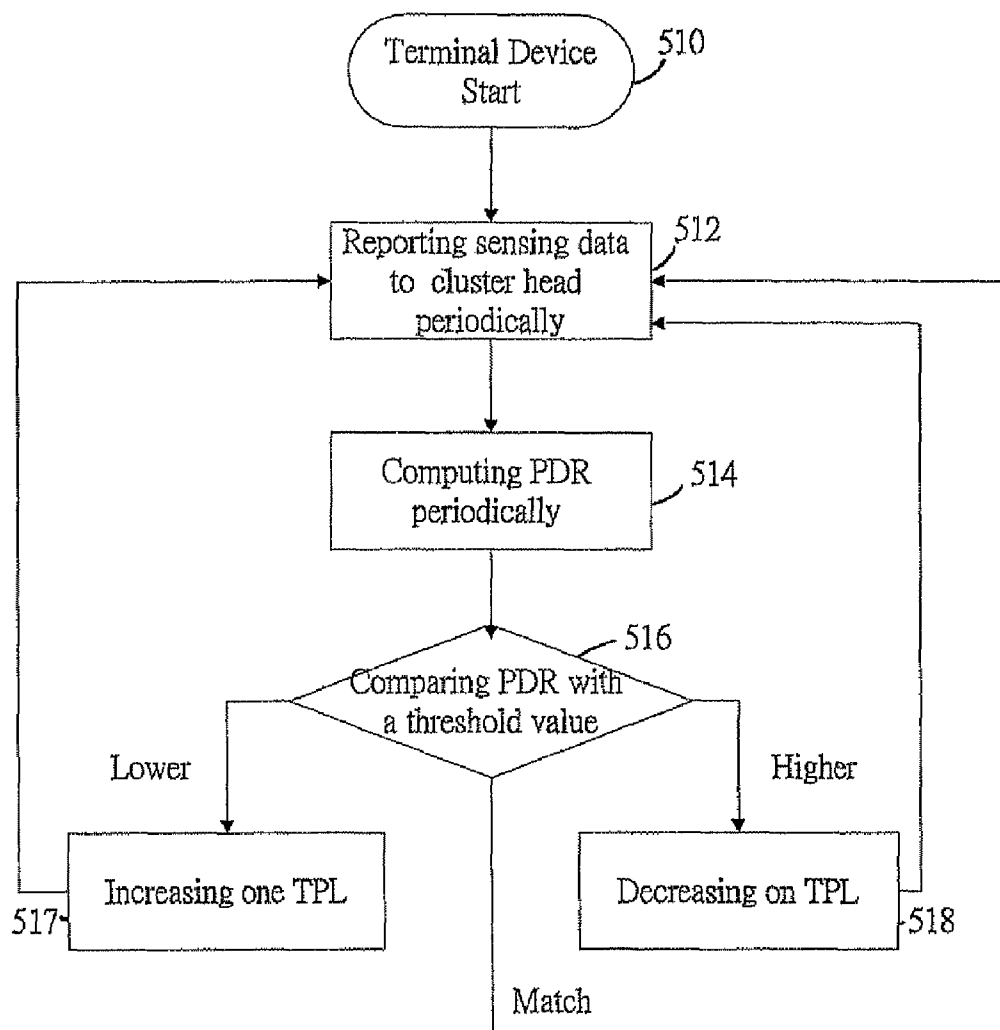 Terminal Device
Start
510
Reporting sensing data
to cluster head
periodically
512
Computing PDR
periodically
514
516
Comparing PDR with
a threshold value
Lower
Higher
Increasing one TPL
517
Decreasing on TPL
518
Match